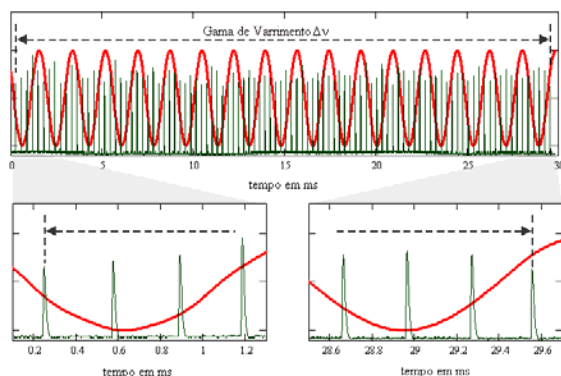 Gama de Varrimento Δν
0 5 10 15 20 25 30
tempo em ms
0.2 0.4 0.6 0.8 1 1.2
28.6 28.8 29 29.2 29.4 29.6
tempo em ms
tempo em ms